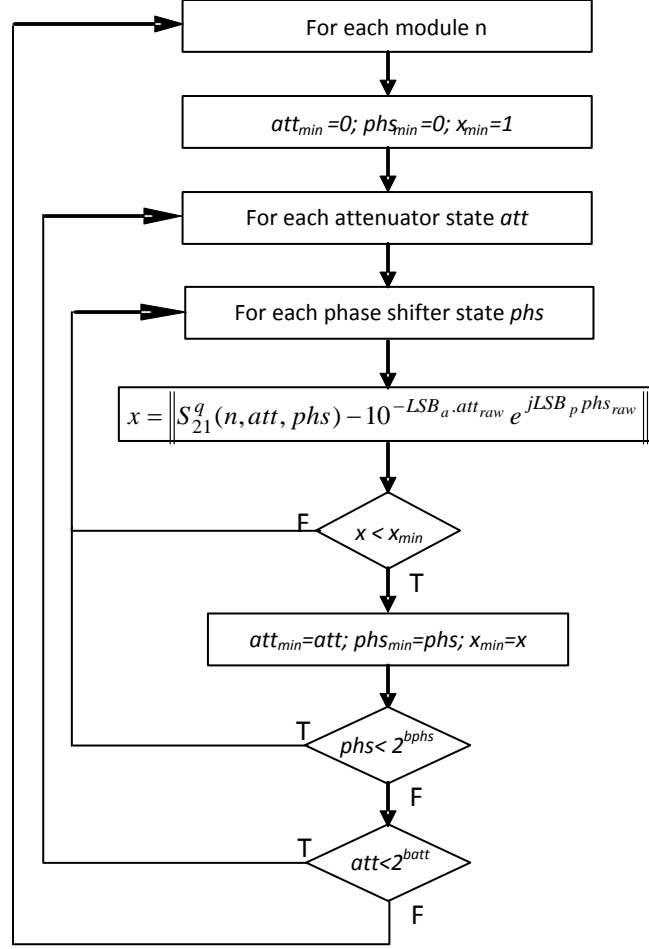 For each module n
att_min =0; phs_min=0; x_min=1
For each attenuator state att
For each phase shifter state phs
x = ‖S_21^q (n, att, phs) − 10^{−LSB_a .att_raw} e^{jLSB_p phs_raw}‖
F
x < x_min
T
att_min=att; phs_min=phs; x_min=x
T
phs< 2^bphs
F
T
att<2^batt
F